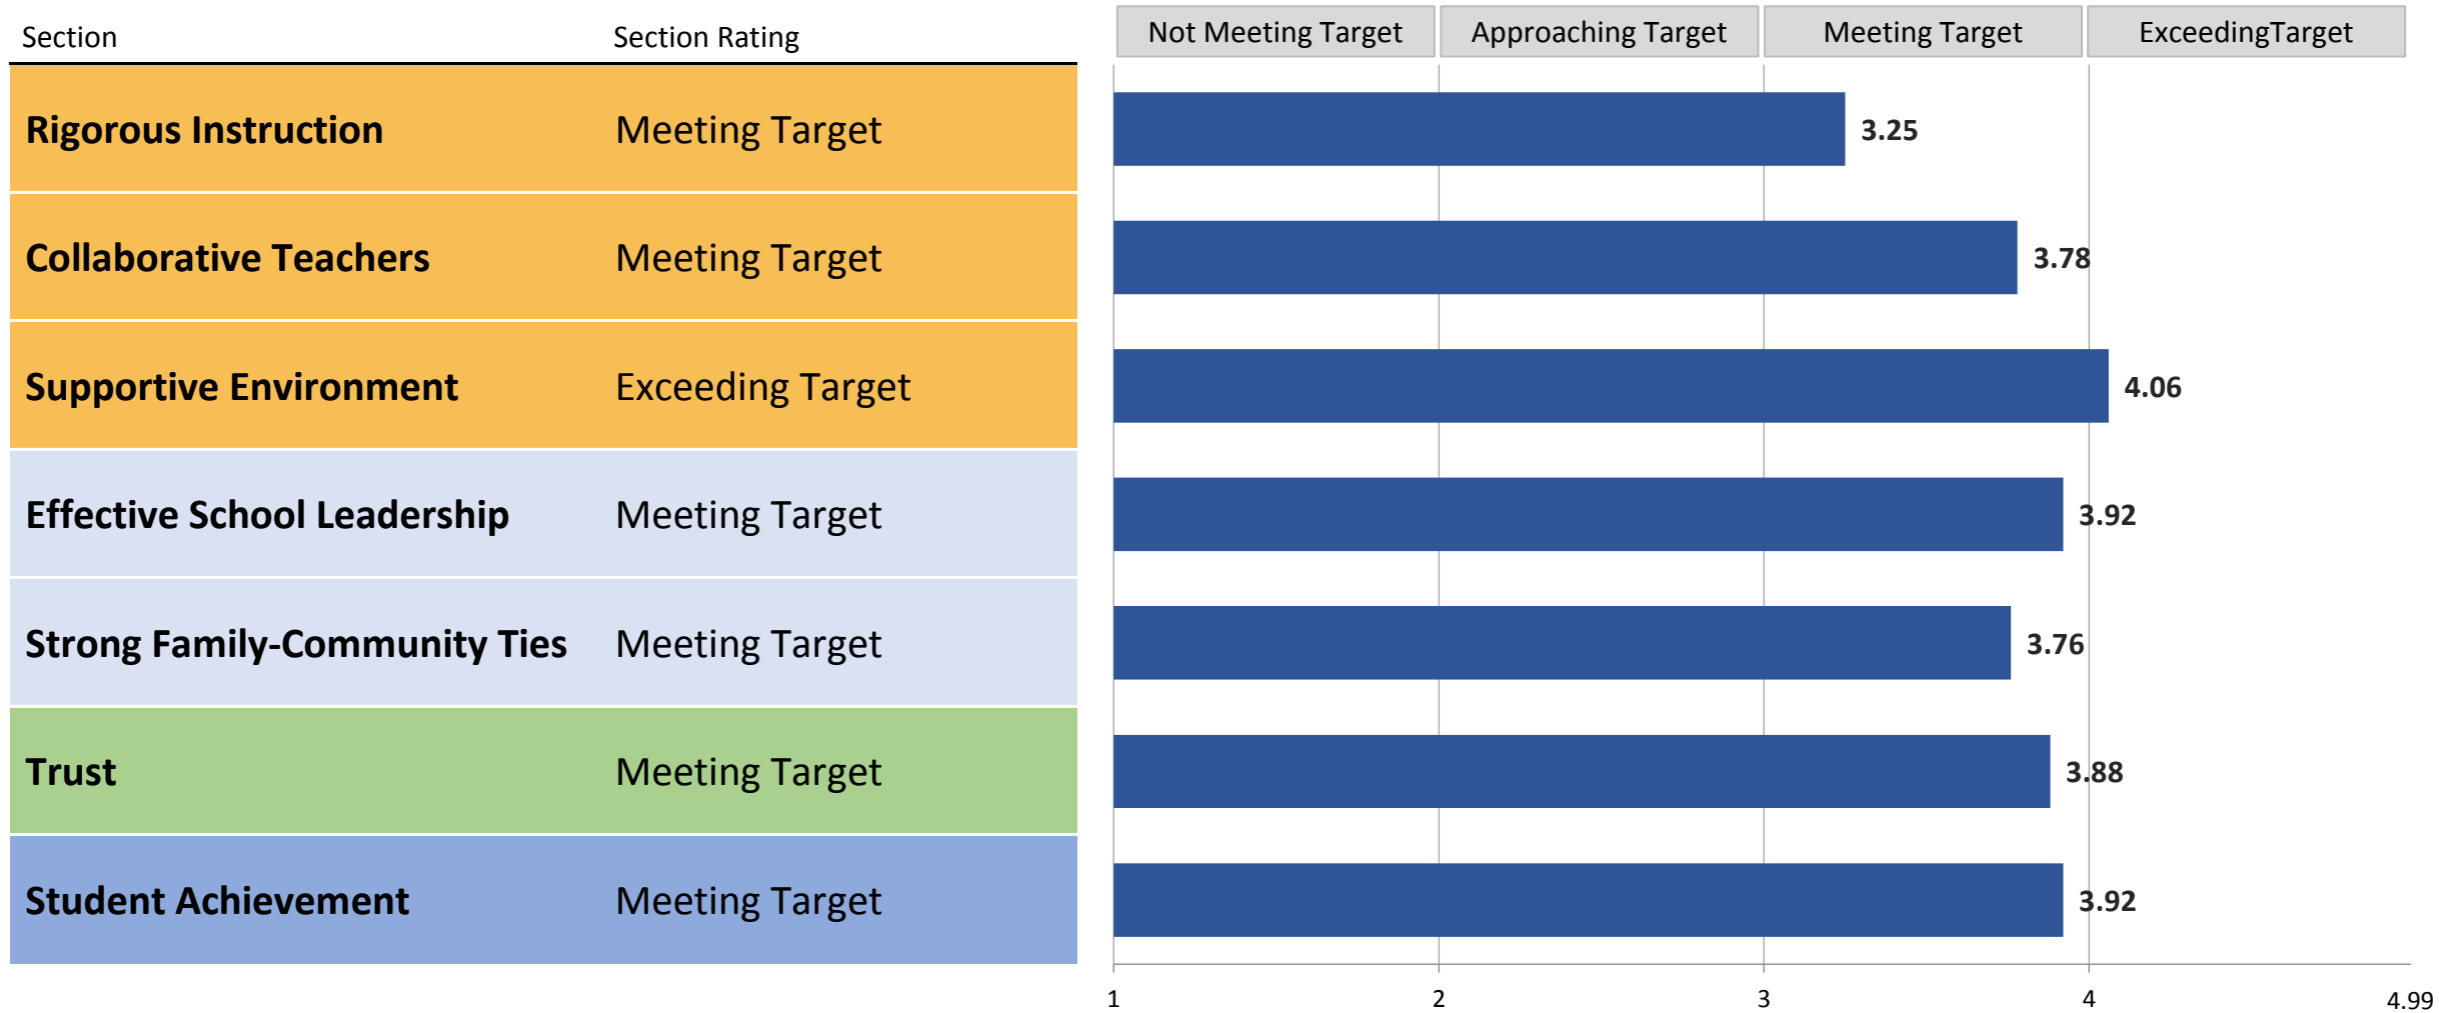 Section Section Rating Not Meeting Target Approaching Target Meeting Target ExceedingTarget
Rigorous Instruction Meeting Target 3.25
Collaborative Teachers Meeting Target 3.78
Supportive Environment Exceeding Target 4.06
Effective School Leadership Meeting Target 3.92
Strong Family-Community Ties Meeting Target 3.76
Trust Meeting Target 3.88
Student Achievement Meeting Target 3.92
1 2 3 4 4.99